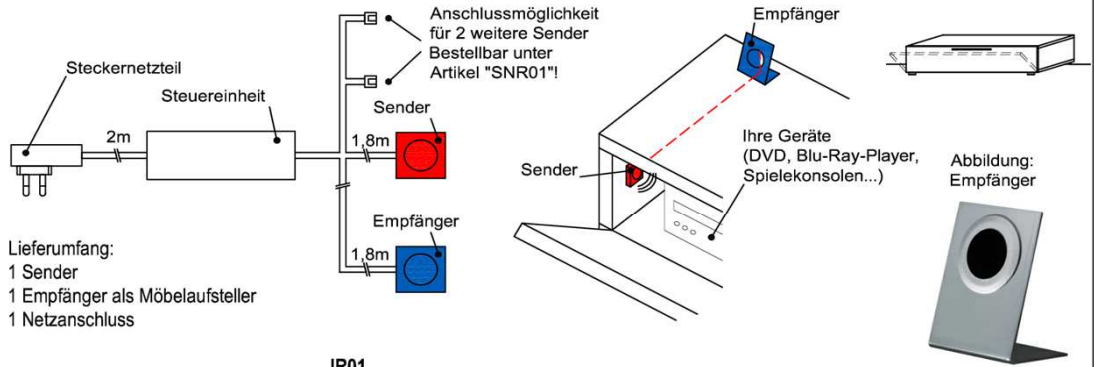 Anschlussmöglichkeit
für 2 weitere Sender
Bestellbar unter
Artikel "SNR01"!
Steckernetzteil
Steuereinheit
2m
Sender
1,8m
Empfänger
1,8m
Empfänger
Sender
Ihre Geräte
(DVD, Blu-Ray-Player,
Spielekonsolen...)
Abbildung:
Empfänger
Lieferumfang:
1 Sender
1 Empfänger als Möbelaufsteller
1 Netzanschluss
IR01